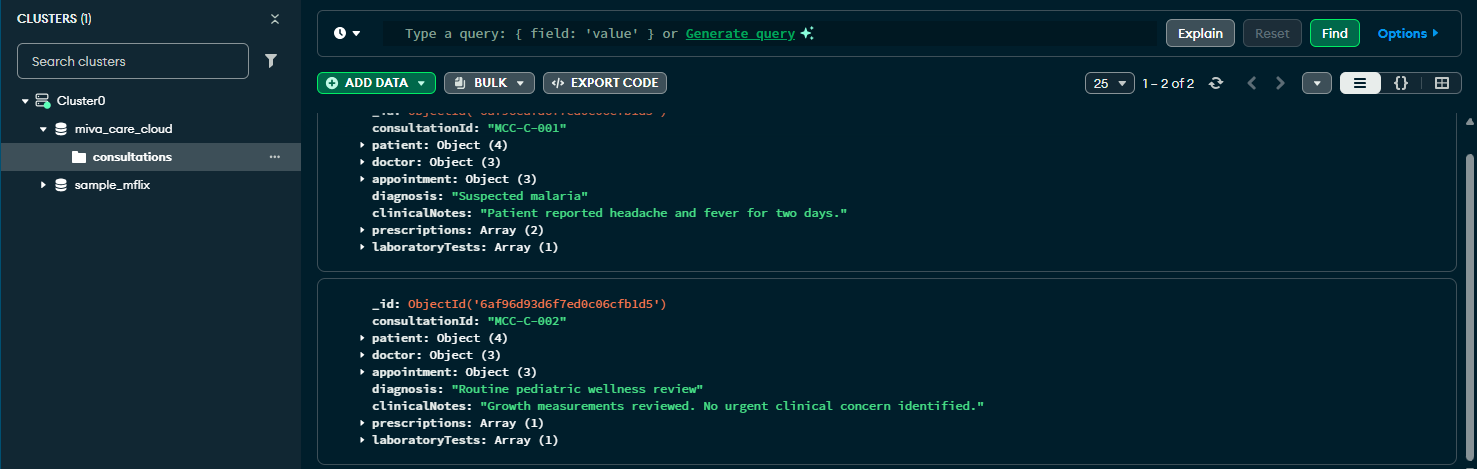 CLUSTERS (1)
Search clusters
Cluster0
miva_care_cloud
consultations
sample_mflix
Type a query: { field: 'value' } or Generate query
Explain
Reset
Find
Options
ADD DATA
BULK
EXPORT CODE
25
1 – 2 of 2
consultationId: "MCC-C-001"
patient: Object (4)
doctor: Object (3)
appointment: Object (3)
diagnosis: "Suspected malaria"
clinicalNotes: "Patient reported headache and fever for two days."
prescriptions: Array (2)
laboratoryTests: Array (1)
_id: ObjectId('6af96d93d6f7ed0c06cfb1d5')
consultationId: "MCC-C-002"
patient: Object (4)
doctor: Object (3)
appointment: Object (3)
diagnosis: "Routine pediatric wellness review"
clinicalNotes: "Growth measurements reviewed. No urgent clinical concern identified."
prescriptions: Array (1)
laboratoryTests: Array (1)